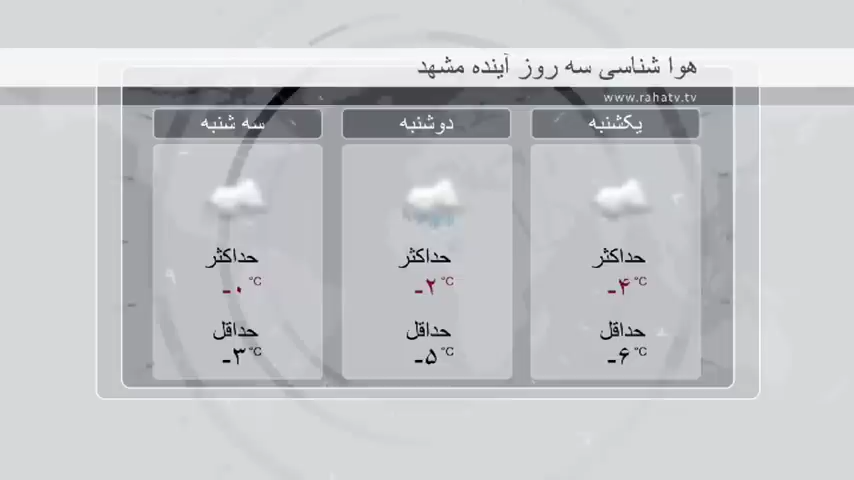 هوا شناسی سه روز آینده مشهد
www.rahatv.tv
یکشنبه
دوشنبه
سه شنبه
حداکثر
-۴ °C
حداقل
-۶ °C
حداکثر
-۲ °C
حداقل
-۵ °C
حداکثر
-۰ °C
حداقل
-۳ °C